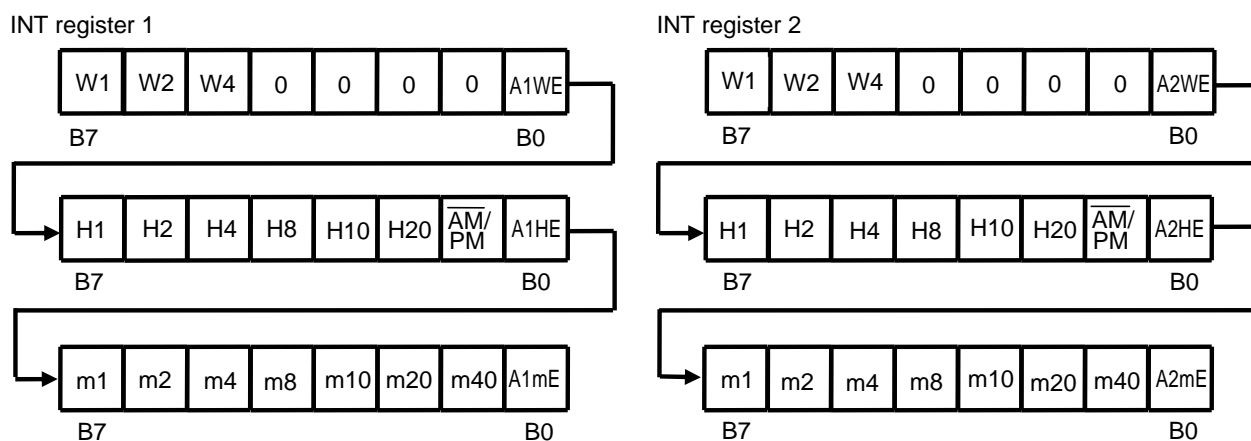 INT register 1
W1 W2 W4 0 0 0 0 A1WE
B7 B0
H1 H2 H4 H8 H10 H20 AM/PM A1HE
B7 B0
m1 m2 m4 m8 m10 m20 m40 A1mE
B7 B0
INT register 2
W1 W2 W4 0 0 0 0 A2WE
B7 B0
H1 H2 H4 H8 H10 H20 AM/PM A2HE
B7 B0
m1 m2 m4 m8 m10 m20 m40 A2mE
B7 B0